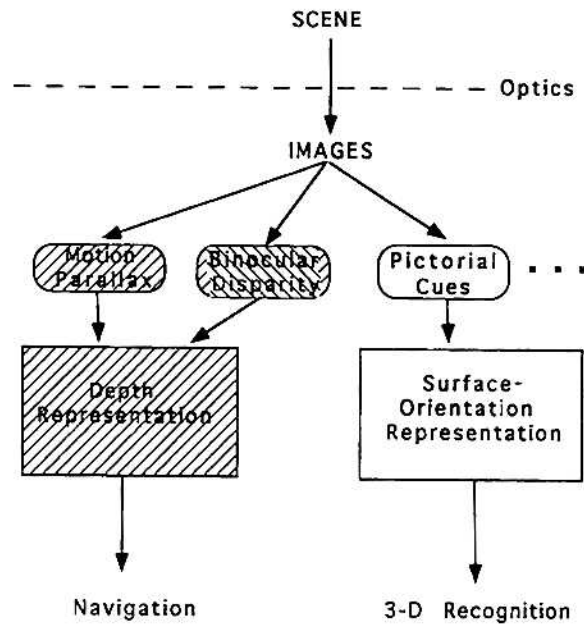 SCENE
Optics
IMAGES
Motion
Parallax
Binocular
Disparity
Pictorial
Cues
Depth
Representation
Surface-
Orientation
Representation
Navigation
3-D Recognition